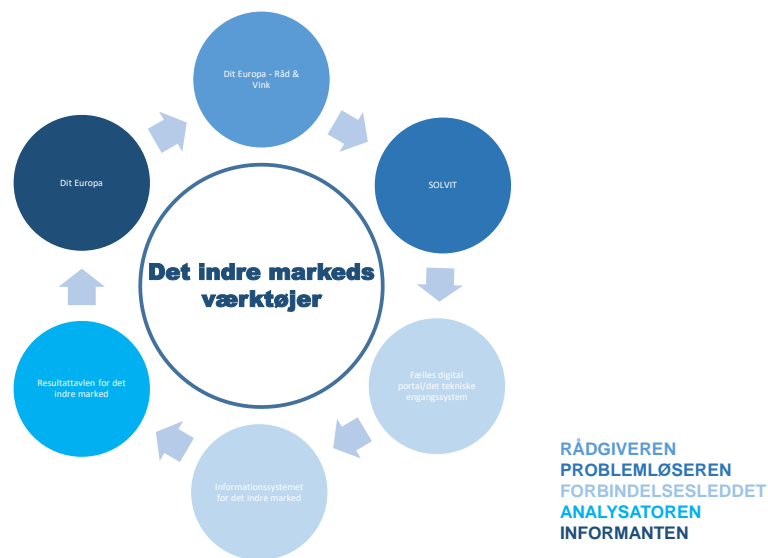 Dit Europa - Råd &
Vink
SOLVIT
Fælles digital
portal/det tekniske
engangssystem
Informationssystemet
for det indre marked
Resultattavlen for det
indre marked
Dit Europa
Det indre markeds
værktøjer
RÅDGIVEREN
PROBLEMLØSEREN
FORBINDELSESLEDDET
ANALYSATOREN
INFORMANTEN